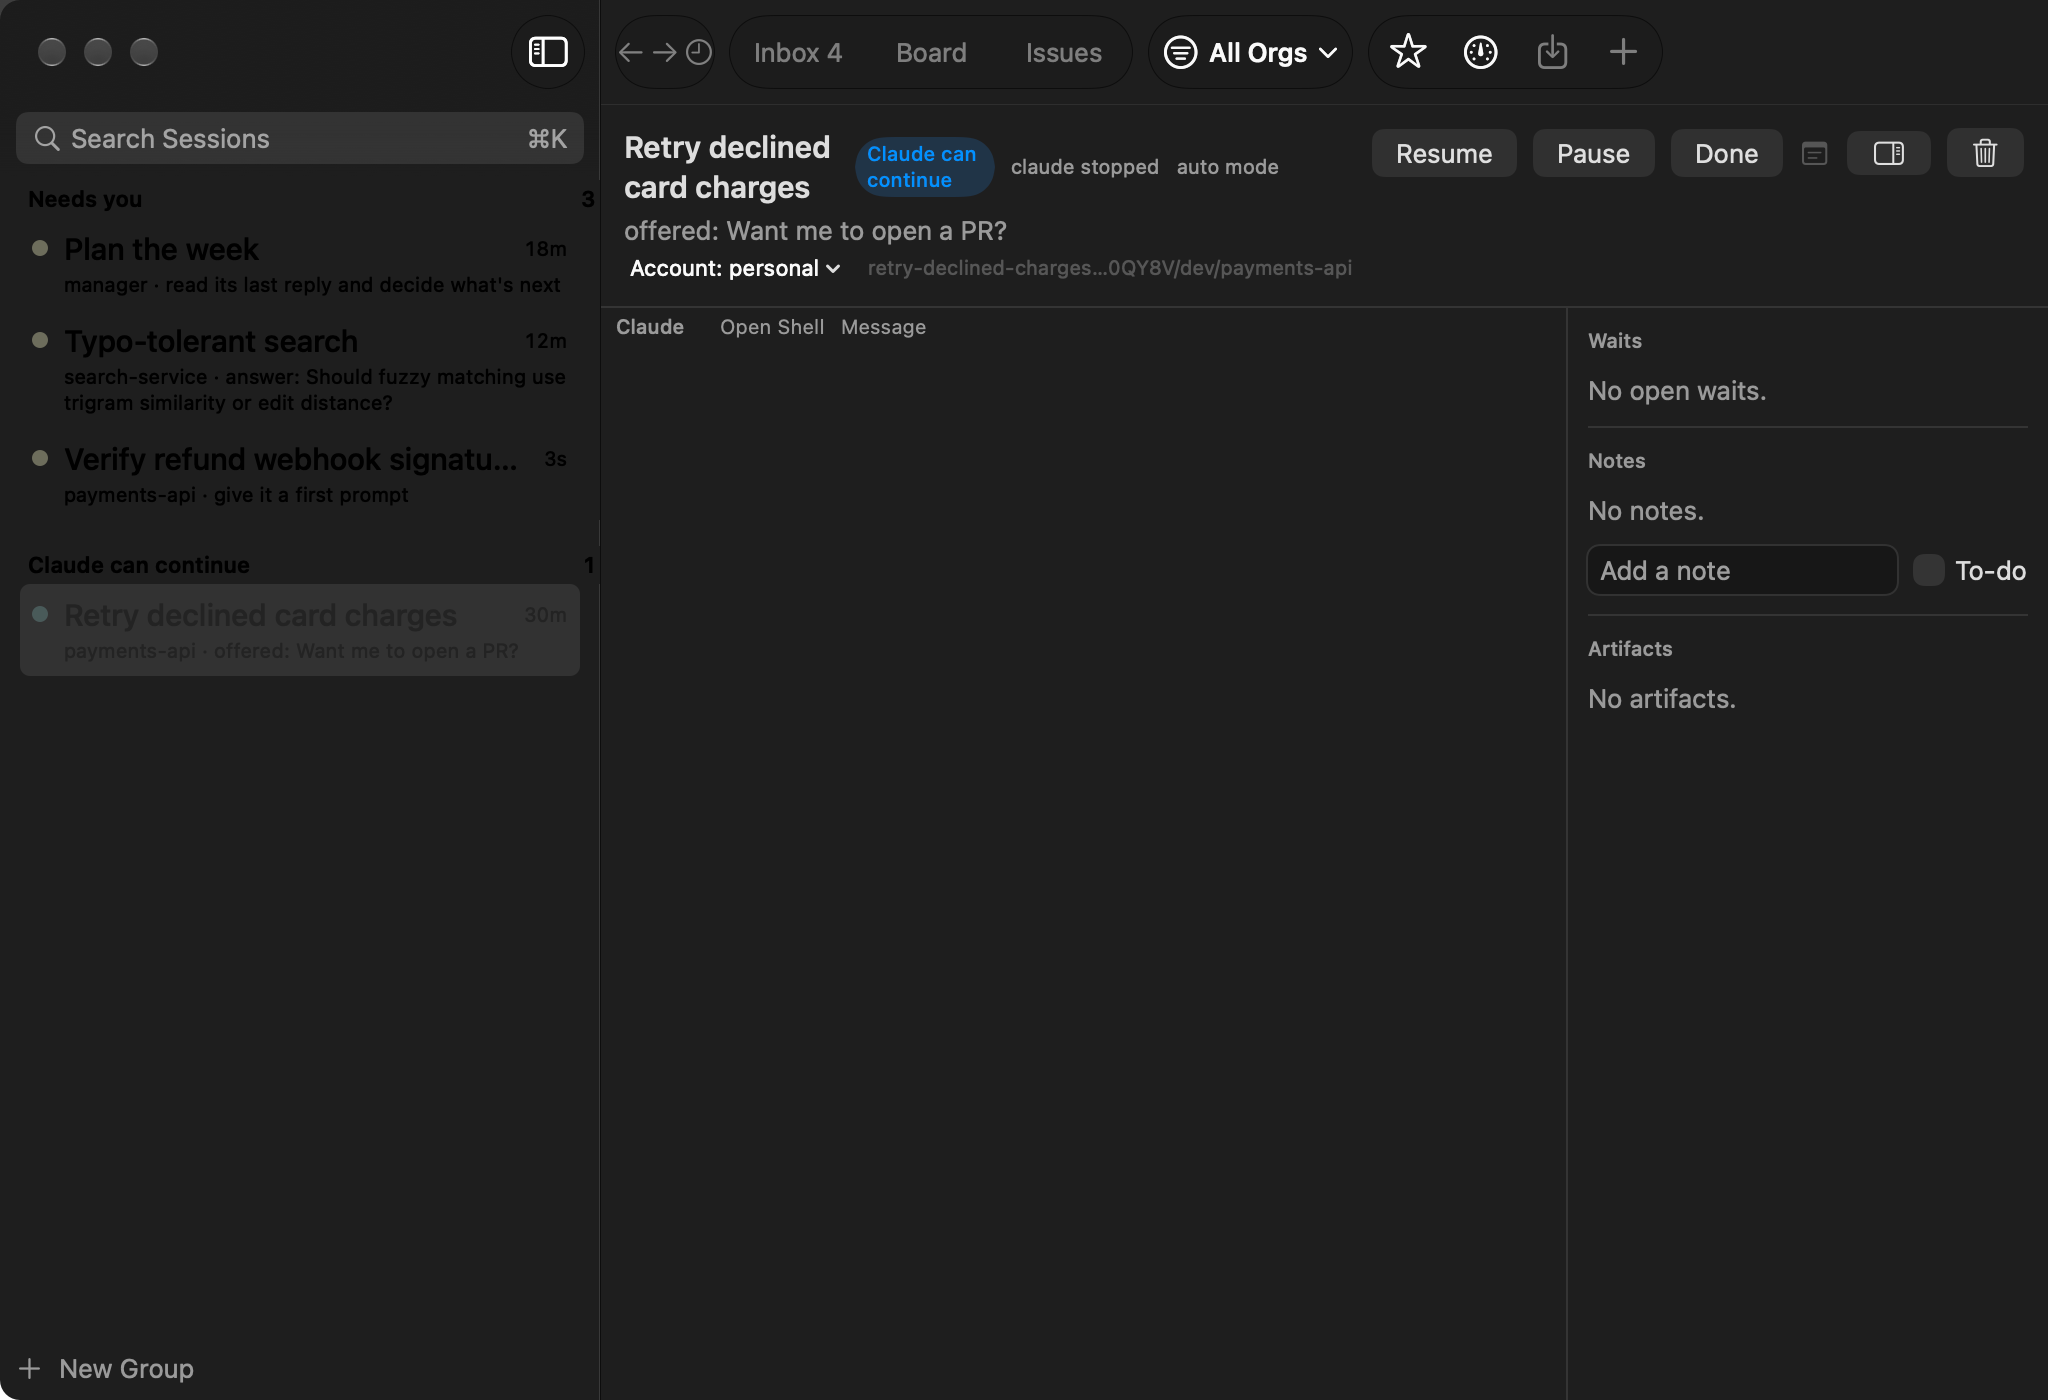 Inbox 4
Board
Issues
All Orgs
Search Sessions
⌘K
Needs you
3
Plan the week
18m
manager · read its last reply and decide what's next
Typo-tolerant search
12m
search-service · answer: Should fuzzy matching use
trigram similarity or edit distance?
Verify refund webhook signatu...
3s
payments-api · give it a first prompt
Claude can continue
1
Retry declined card charges
30m
payments-api · offered: Want me to open a PR?
New Group
Retry declined
card charges
Claude can
continue
claude stopped
auto mode
Resume
Pause
Done
offered: Want me to open a PR?
Account: personal
retry-declined-charges...0QY8V/dev/payments-api
Claude
Open Shell
Message
Waits
No open waits.
Notes
No notes.
Add a note
To-do
Artifacts
No artifacts.